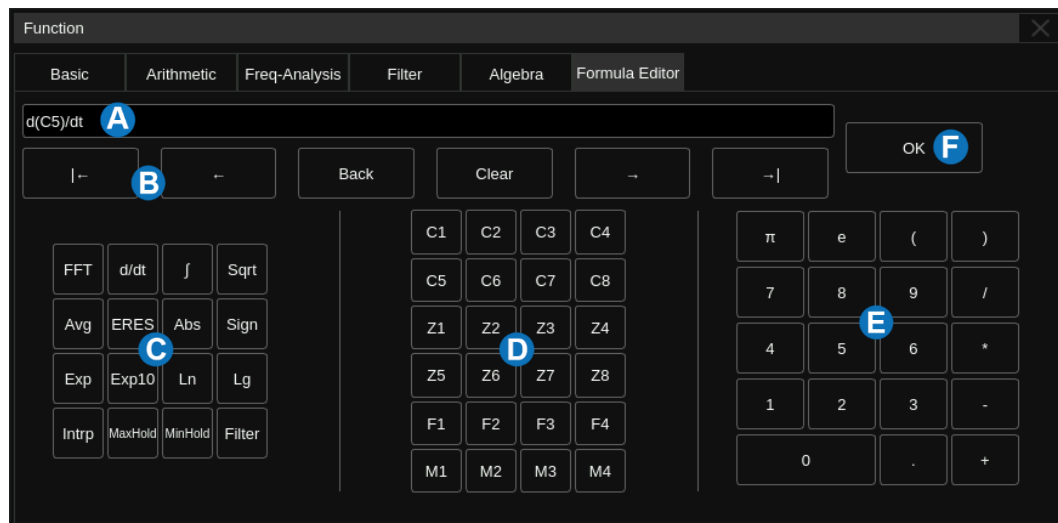 Function
Basic Arithmetic Freq-Analysis Filter Algebra Formula Editor
d(C5)/dt A
OK F
|← B ← Back Clear → →|
FFT d/dt ∫ Sqrt
Avg ERES Abs Sign
C
Exp Exp10 Ln Lg
Intrp MaxHold MinHold Filter
C1 C2 C3 C4
C5 C6 C7 C8
Z1 Z2 Z3 Z4
D
Z5 Z6 Z7 Z8
F1 F2 F3 F4
M1 M2 M3 M4
π e ( )
7 8 9 /
E
4 5 6 *
1 2 3 -
0 . +